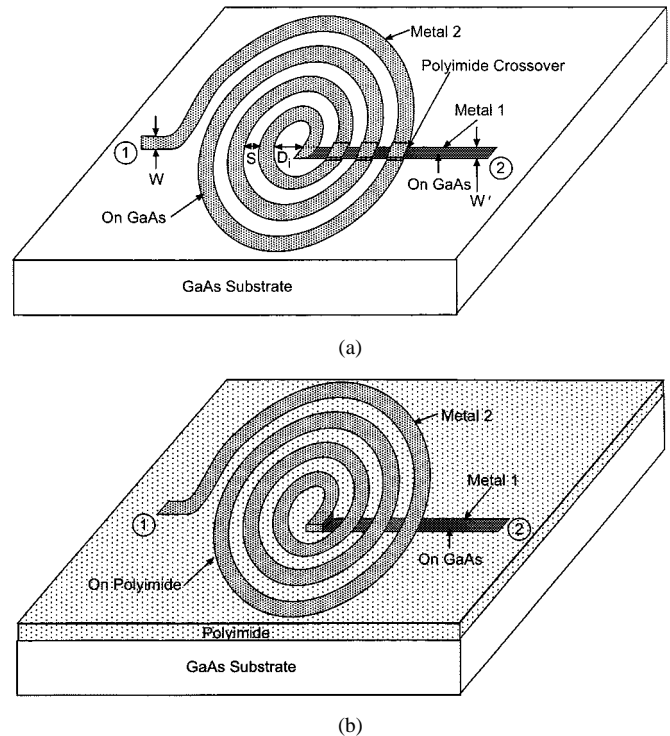 Metal 2
Polyimide Crossover
Metal 1
1
S
Di
W
On GaAs
2
W'
On GaAs
GaAs Substrate
(a)
Metal 2
Metal 1
1
2
On GaAs
On Polyimide
Polyimide
GaAs Substrate
(b)